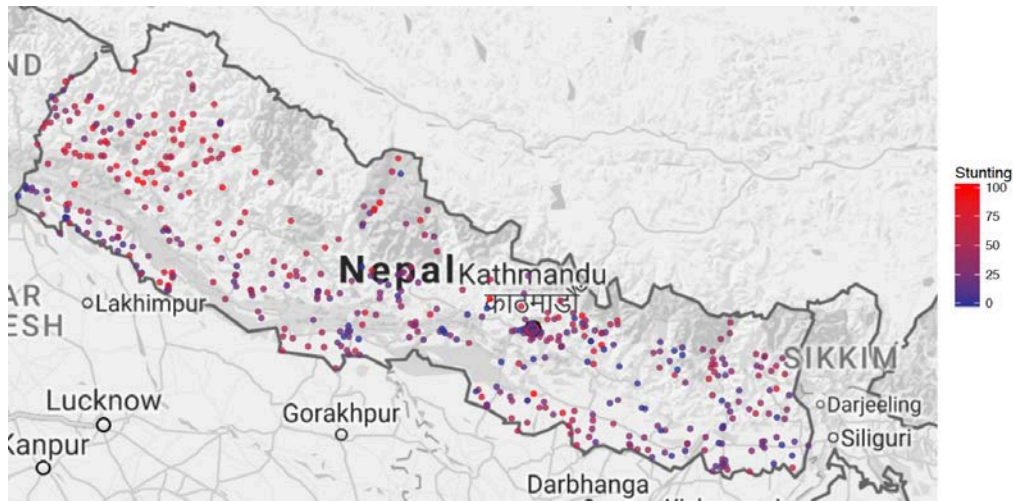 ND
Stunting
100
75
50
25
0
Nepal
Kathmandu
काठमाडौं
AR
ESH
Lakhimpur
SIKKIM
Lucknow
Gorakhpur
Darjeeling
Kanpur
Siliguri
Darbhanga